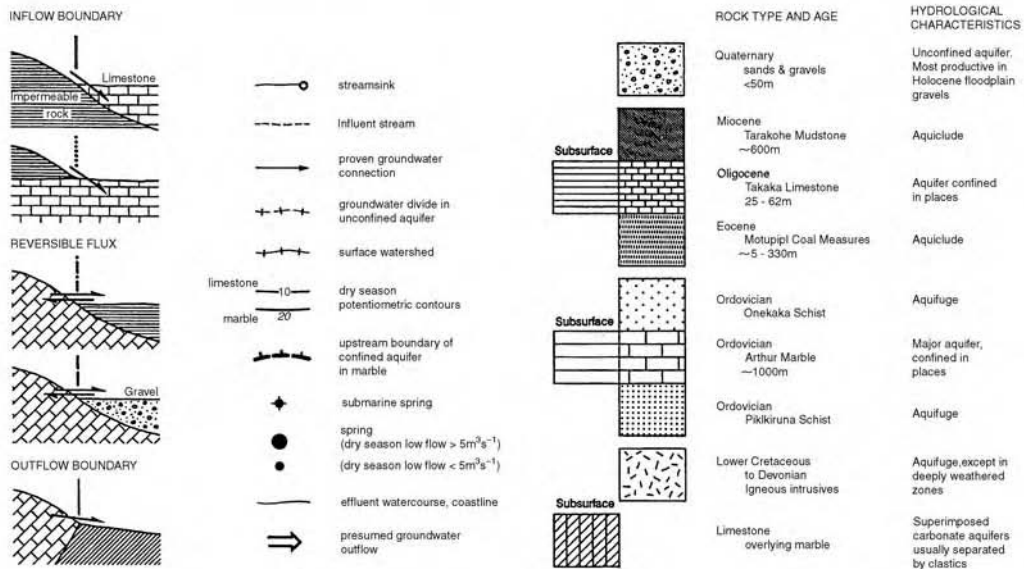 INFLOW BOUNDARY
Limestone
Impermeable
rock
REVERSIBLE FLUX
Gravel
OUTFLOW BOUNDARY
streamsink
Influent stream
proven groundwater
connection
groundwater divide in
unconfined aquifer
surface watershed
limestone
10
dry season
potentiometric contours
marble
20
upstream boundary of
confined aquifer
in marble
submarine spring
spring
(dry season low flow > 5m³s⁻¹)
(dry season low flow < 5m³s⁻¹)
effluent watercourse, coastline
presumed groundwater
outflow
ROCK TYPE AND AGE
HYDROLOGICAL
CHARACTERISTICS
Quaternary
sands & gravels
<50m
Unconfined aquifer.
Most productive in
Holocene floodplain
gravels
Miocene
Tarakohe Mudstone
~600m
Aquiclude
Subsurface
Oligocene
Takaka Limestone
25 - 62m
Aquifer confined
in places
Eocene
Motupipl Coal Measures
~5 - 330m
Aquiclude
Ordovician
Onekaka Schist
Aquifuge
Subsurface
Ordovician
Arthur Marble
~1000m
Major aquifer,
confined in
places
Ordovician
Piklkiruna Schist
Aquifuge
Lower Cretaceous
to Devonian
Igneous intrusives
Aquifuge,except in
deeply weathered
zones
Subsurface
Limestone
overlying marble
Superimposed
carbonate aquifers
usually separated
by clastics